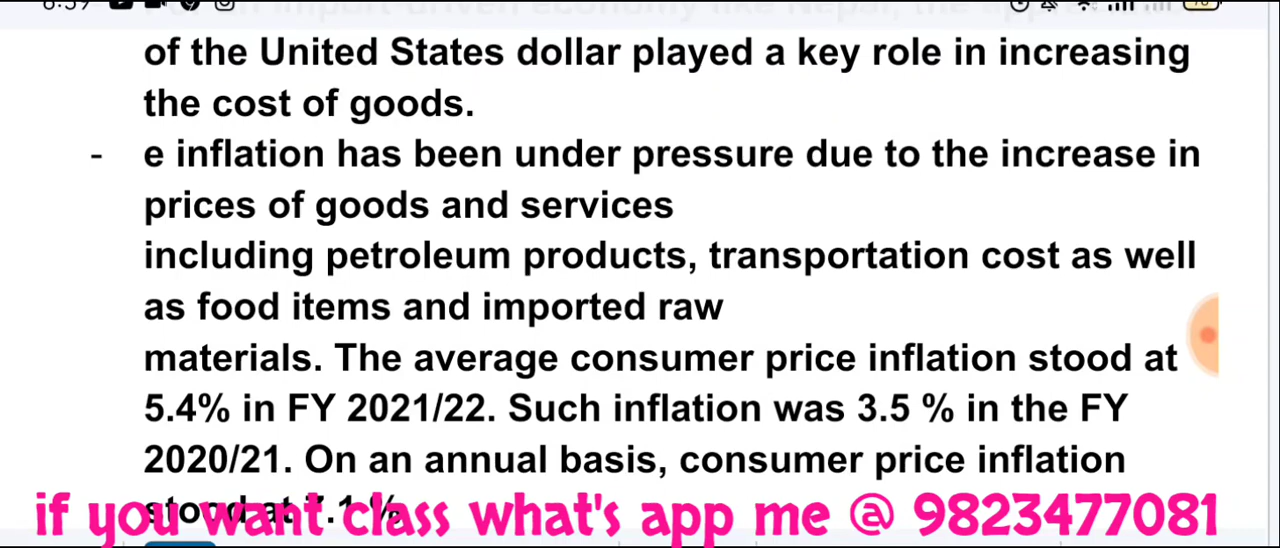 of the United States dollar played a key role in increasing
the cost of goods.
- e inflation has been under pressure due to the increase in
prices of goods and services
including petroleum products, transportation cost as well
as food items and imported raw
materials. The average consumer price inflation stood at
5.4% in FY 2021/22. Such inflation was 3.5 % in the FY
2020/21. On an annual basis, consumer price inflation
stood at
if you want class what's app me @ 9823477081